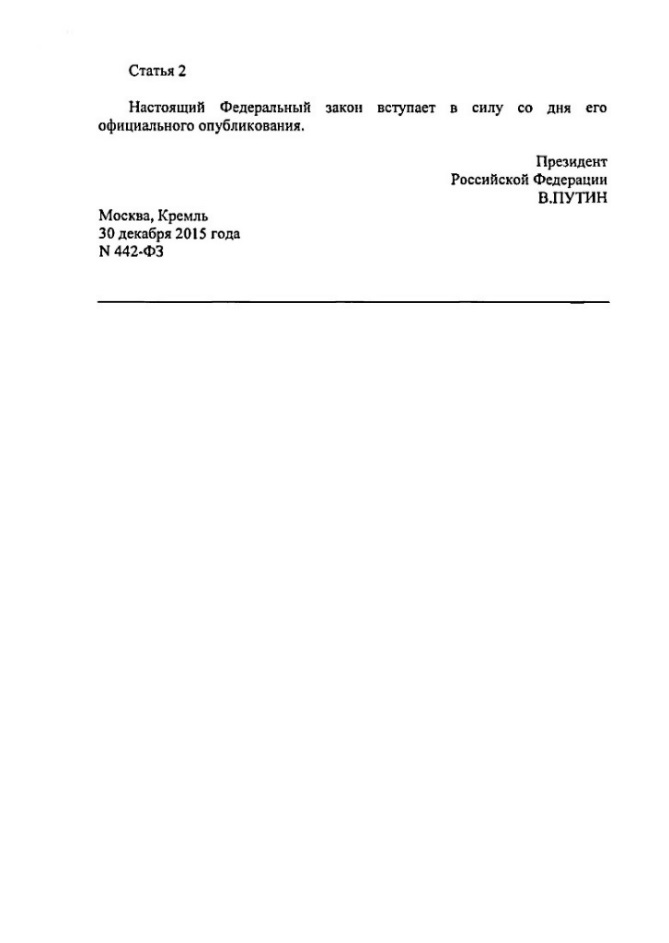 Статья 2
Настоящий Федеральный закон вступает в силу со дня его
официального опубликования.
Президент
Российской Федерации
В.ПУТИН
Москва, Кремль
30 декабря 2015 года
N 442-ФЗ